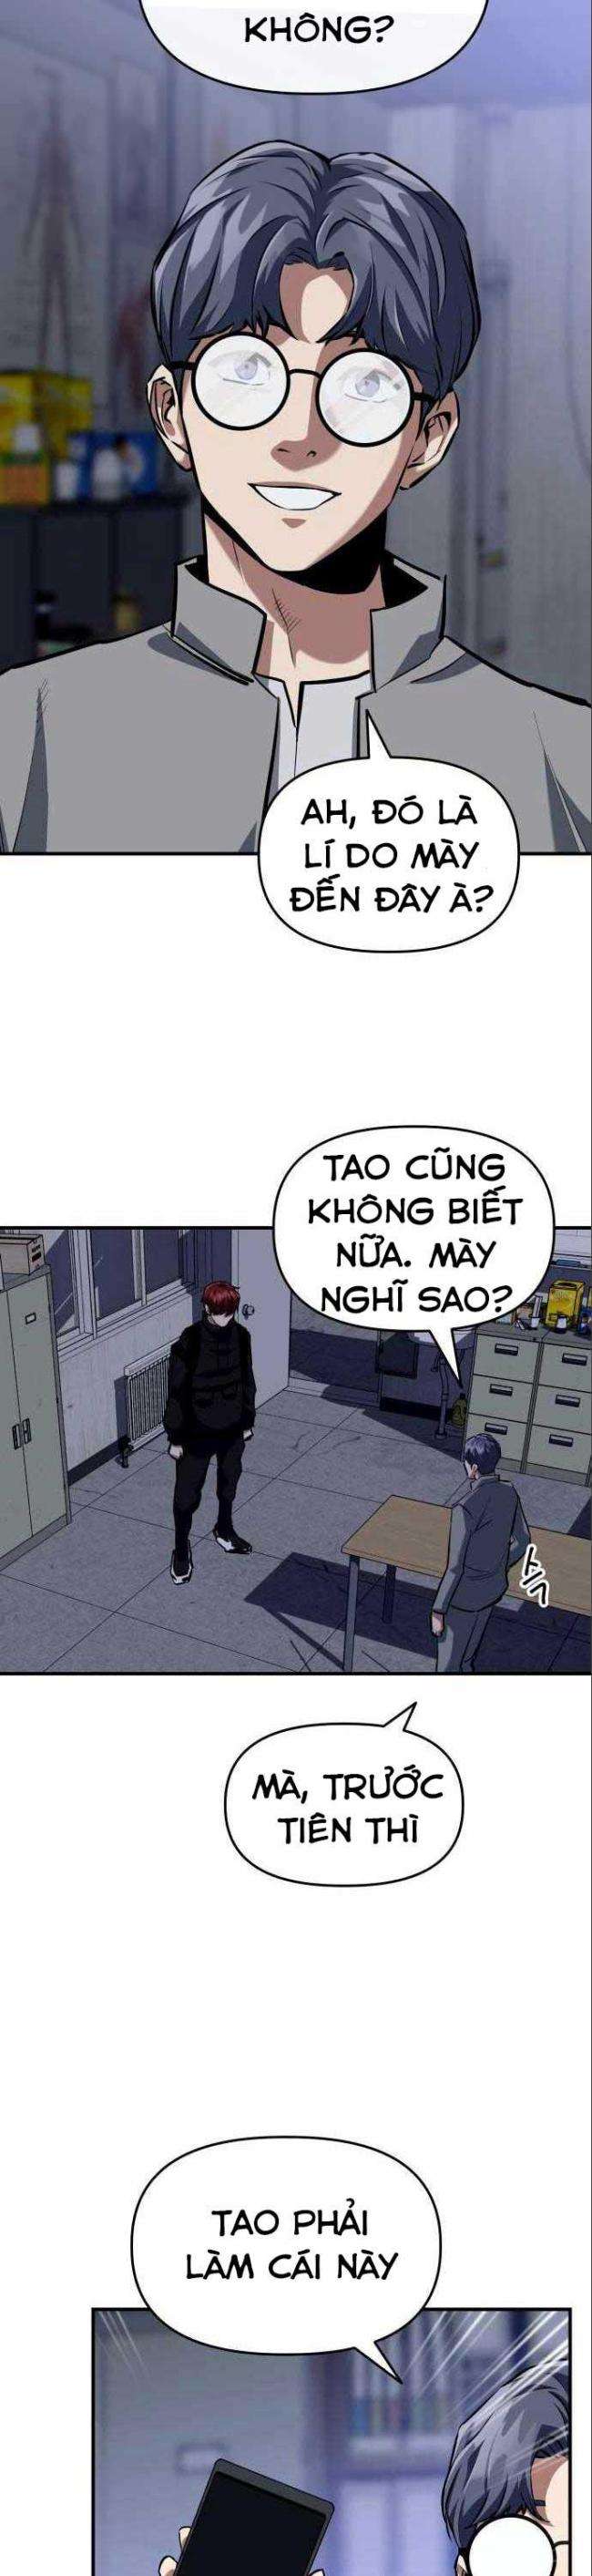 KHÔNG?
AH, ĐÓ LÀ
LÍ DO MÀY
ĐẾN ĐÂY À?
TAO CŨNG
KHÔNG BIẾT
NỮA. MÀY
NGHĨ SAO?
MÀ, TRƯỚC
TIÊN THÌ
TAO PHẢI
LÀM CÁI NÀY